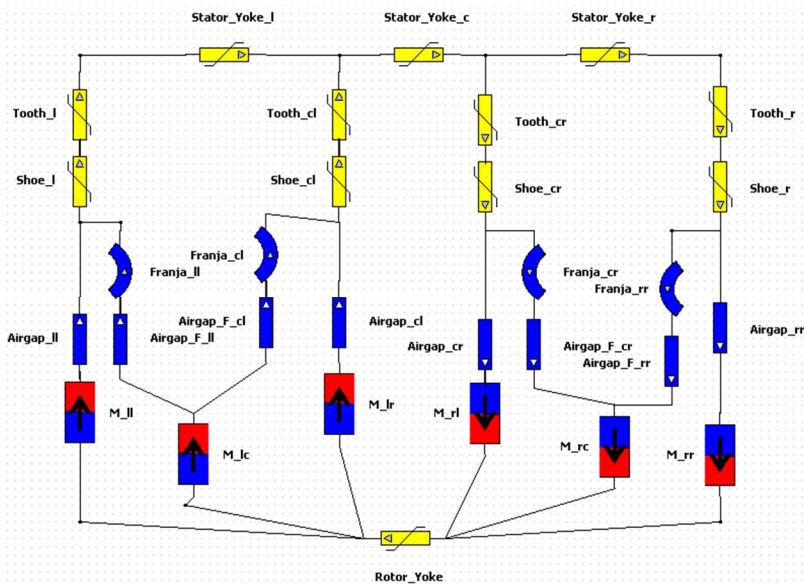 Stator_Yoke_l
Stator_Yoke_c
Stator_Yoke_r
Tooth_l
Tooth_cl
Tooth_cr
Tooth_r
Shoe_l
Shoe_cl
Shoe_cr
Shoe_r
Franja_ll
Franja_cl
Franja_cr
Franja_rr
Airgap_ll
Airgap_F_ll
Airgap_F_cl
Airgap_cl
Airgap_cr
Airgap_F_cr
Airgap_F_rr
Airgap_rr
M_ll
M_lc
M_lr
M_rl
M_rc
M_rr
Rotor_Yoke